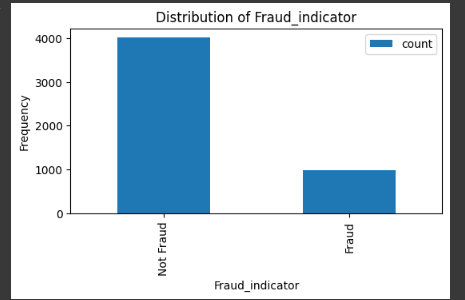 Distribution of Fraud_indicator
count
4000
3000
2000
1000
0
Frequency
Not Fraud
Fraud
Fraud_indicator